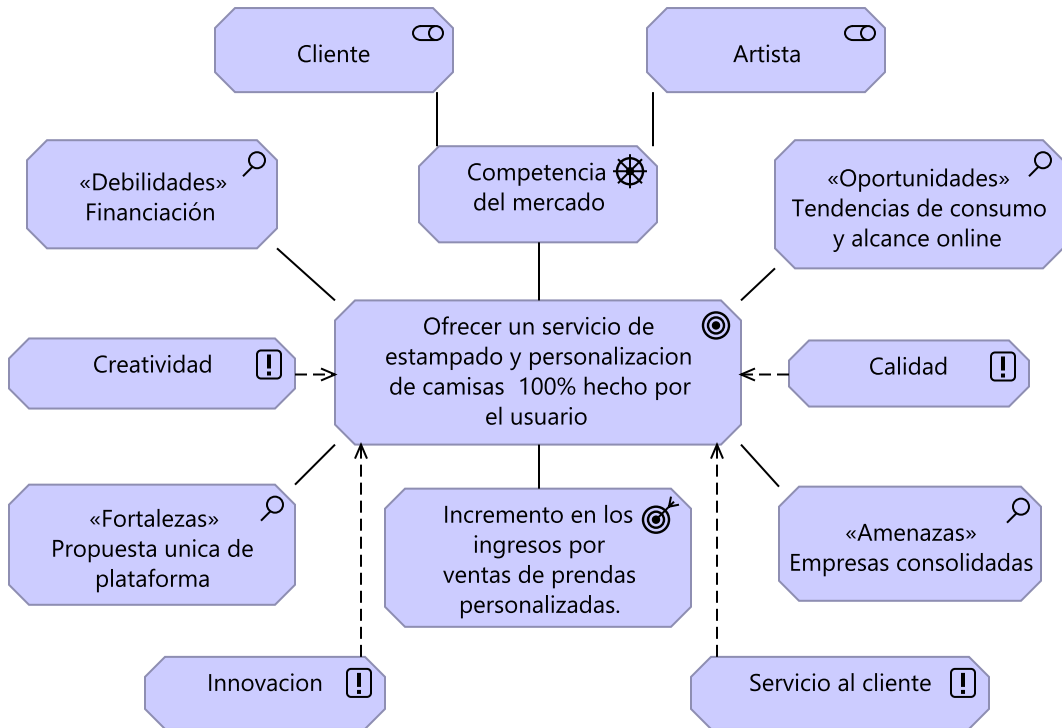 Cliente
Artista
«Debilidades»
Financiación
Competencia
del mercado
«Oportunidades»
Tendencias de consumo
y alcance online
Creatividad
Ofrecer un servicio de
estampado y personalizacion
de camisas  100% hecho por
el usuario
Calidad
«Fortalezas»
Propuesta unica de
plataforma
Incremento en los
ingresos por
ventas de prendas
personalizadas.
«Amenazas»
Empresas consolidadas
Innovacion
Servicio al cliente